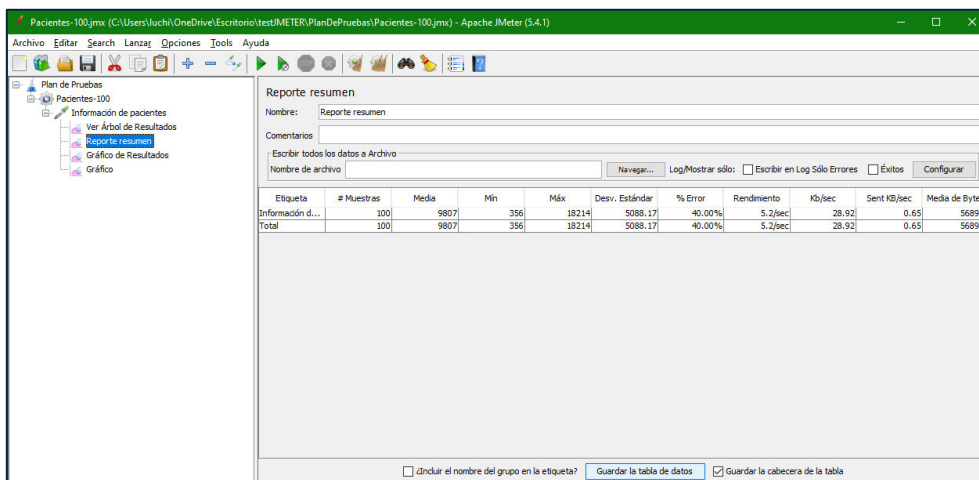 Pacientes-100.jmx (C:\Users\luchi\OneDrive\Escritorio\testJMETER\PlanDePruebas\Pacientes-100.jmx) - Apache JMeter (5.4.1)
Archivo Editar Search Lanzar Opciones Tools Ayuda
Plan de Pruebas
Pacientes-100
Información de pacientes
Ver Árbol de Resultados
Reporte resumen
Gráfico de Resultados
Gráfico
Reporte resumen
Nombre: Reporte resumen
Comentarios
Escribir todos los datos a Archivo
Nombre de archivo Navegar... Log/Mostrar sólo: Escribir en Log Sólo Errores Éxitos Configurar
Etiqueta # Muestras Media Mín Máx Desv. Estándar % Error Rendimiento Kb/sec Sent KB/sec Media de Byte
Información d... 100 9807 356 18214 5088.17 40.00% 5.2/sec 28.92 0.65 5689
Total 100 9807 356 18214 5088.17 40.00% 5.2/sec 28.92 0.65 5689
¿Incluir el nombre del grupo en la etiqueta? Guardar la tabla de datos Guardar la cabecera de la tabla